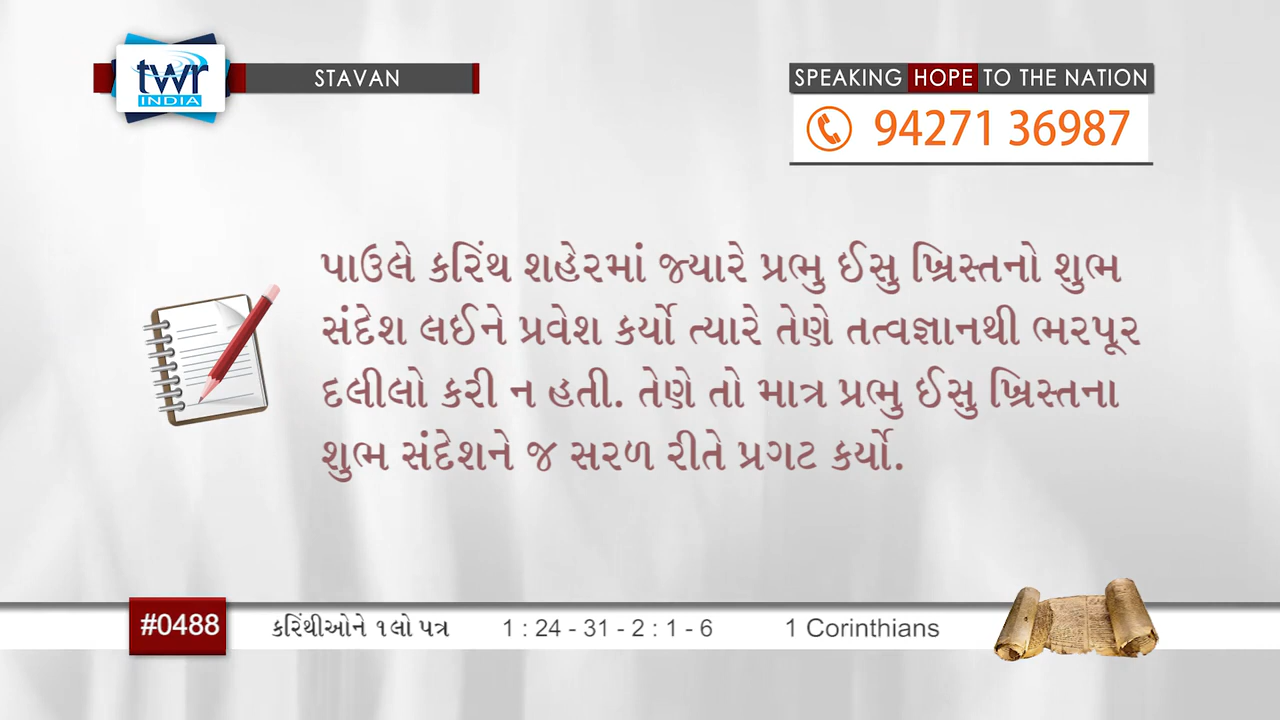 twr
INDIA
STAVAN
SPEAKING HOPE TO THE NATION
94271 36987
પાઉલે કરિંથ શહેરમાં જ્યારે પ્રભુ ઈસુ ખ્રિસ્તનો શુભ
સંદેશ લઈને પ્રવેશ કર્યો ત્યારે તેણે તત્વજ્ઞાનથી ભરપૂર
દલીલો કરી ન હતી. તેણે તો માત્ર પ્રભુ ઈસુ ખ્રિસ્તના
શુભ સંદેશને જ સરળ રીતે પ્રગટ કર્યો.
#0488 કરિંથીઓને ૧લો પત્ર 1 : 24 - 31 - 2 : 1 - 6 1 Corinthians